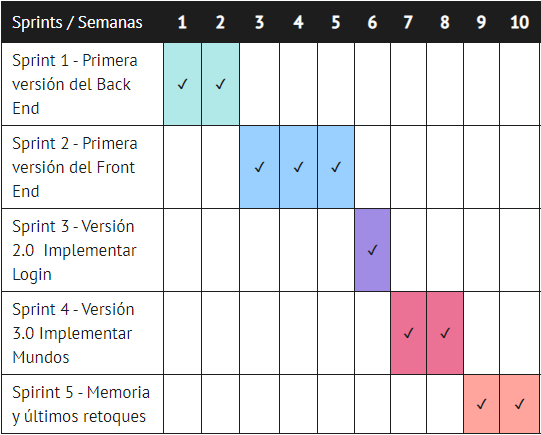 Sprints / Semanas 1 2 3 4 5 6 7 8 9 10
Sprint 1 - Primera
versión del Back
End
✓ ✓
Sprint 2 - Primera
versión del Front
End
✓ ✓ ✓
Sprint 3 - Versión
2.0 Implementar
Login
✓
Sprint 4 - Versión
3.0 Implementar
Mundos
✓ ✓
Spirint 5 - Memoria
y últimos retoques
✓ ✓